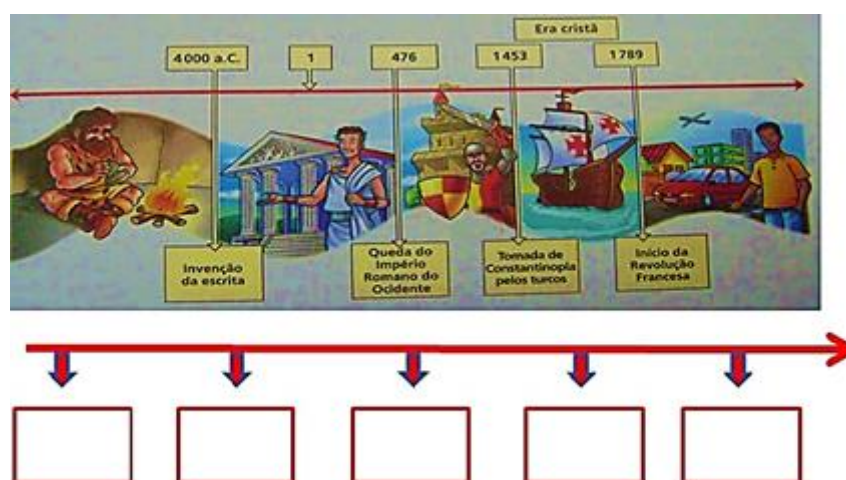 Era cristã
4000 a.C.
1
476
1453
1789
Invenção
da escrita
Queda do
Império
Romano do
Ocidente
Tomada de
Constantinopla
pelos turcos
Início da
Revolução
Francesa